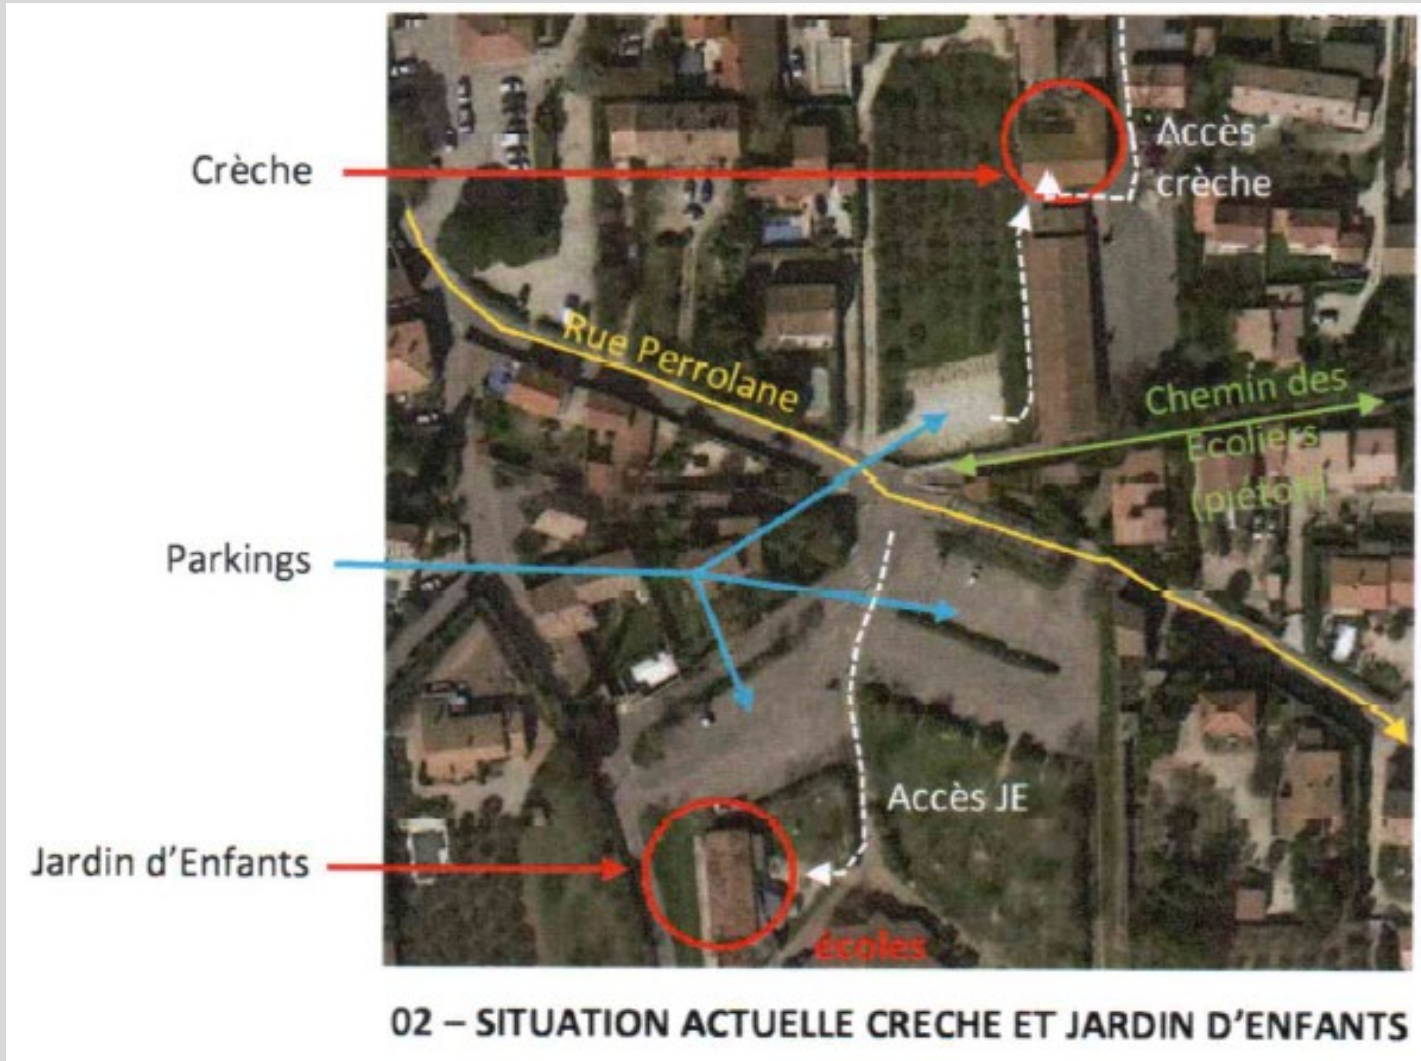 Crèche
Accès
crèche
Rue Perrolane
Chemin des
Ecoliers
(piéton)
Parkings
Accès JE
Jardin d'Enfants
écoles
02 – SITUATION ACTUELLE CRECHE ET JARDIN D'ENFANTS